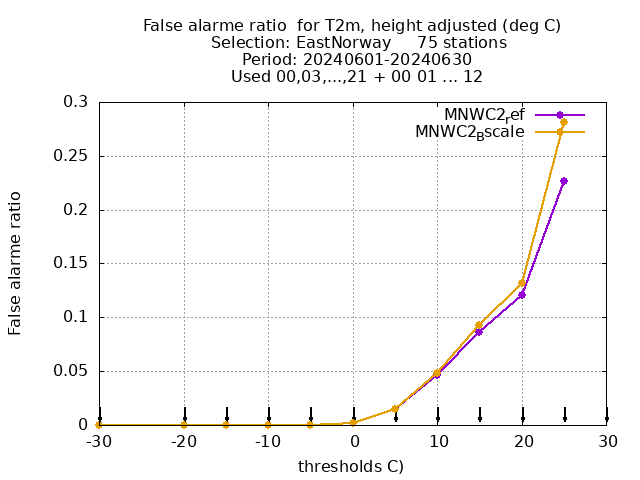 False alarme ratio  for T2m, height adjusted (deg C)
Selection: EastNorway     75 stations
Period: 20240601-20240630
Used 00,03,...,21 + 00 01 ... 12
MNWC2ref
MNWC2Bscale
0.3
0.25
0.2
0.15
0.1
0.05
0
False alarme ratio
-30
-20
-10
0
10
20
30
thresholds C)